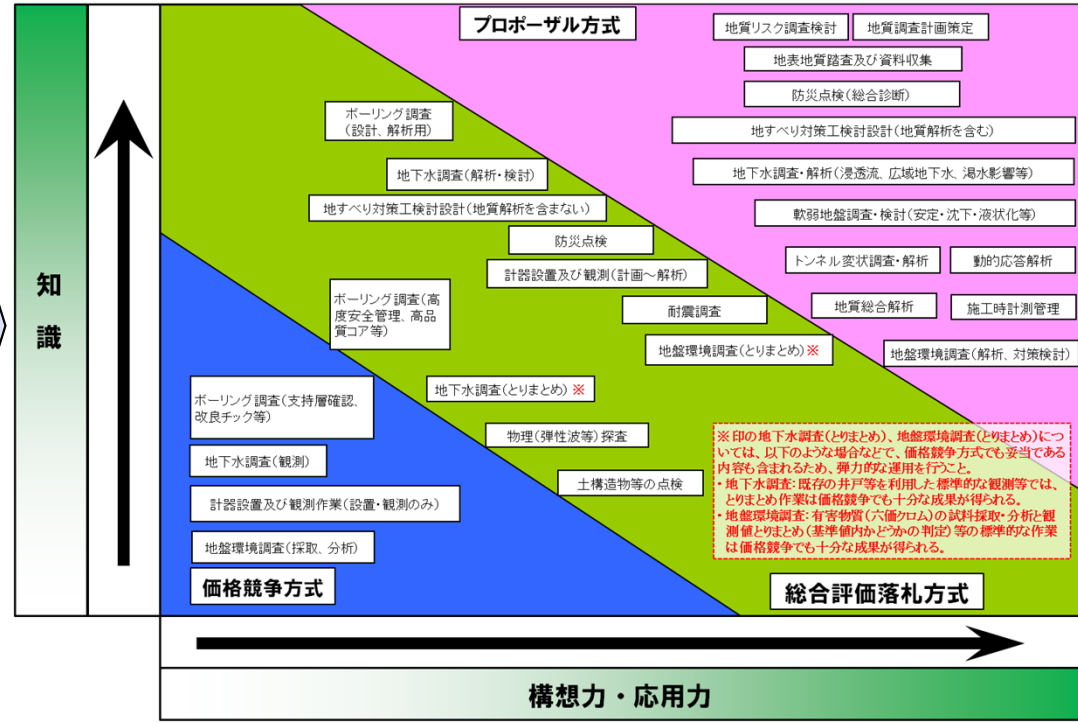 プロポーザル方式
地質リスク調査検討
地質調査計画策定
地表地質踏査及び資料収集
防災点検(総合診断)
ボーリング調査
(設計、解析用)
地すべり対策工検討設計(地質解析を含む)
地下水調査(解析・検討)
地下水調査・解析(浸透流、広域地下水、渇水影響等)
地すべり対策工検討設計(地質解析を含まない)
軟弱地盤調査・検討(安定・沈下・液状化等)
防災点検
計器設置及び観測(計画～解析)
トンネル変状調査・解析
動的応答解析
知
識
ボーリング調査(高
度安全管理、高品
質コア等)
耐震調査
地質総合解析
施工時計測管理
地盤環境調査(とりまとめ)※
地盤環境調査(解析、対策検討)
ボーリング調査(支持層確認、
改良チック等)
地下水調査(とりまとめ)※
物理(弾性波等)探査
地下水調査(観測)
土構造物等の点検
計器設置及び観測作業(設置・観測のみ)
地盤環境調査(採取、分析)
※印の地下水調査(とりまとめ)、地盤環境調査(とりまとめ)につ
いては、以下のような場合などで、価格競争方式でも妥当である
内容も含まれるため、弾力的な運用を行うこと。
・地下水調査:既存の井戸等を利用した標準的な観測等では、
とりまとめ作業は価格競争でも十分な成果が得られる。
・地盤環境調査:有害物質(六価クロム)の試料採取・分析と観
測値とりまとめ(基準値内かどうかの判定)等の標準的な作業
は価格競争でも十分な成果が得られる。
価格競争方式
総合評価落札方式
構想力・応用力